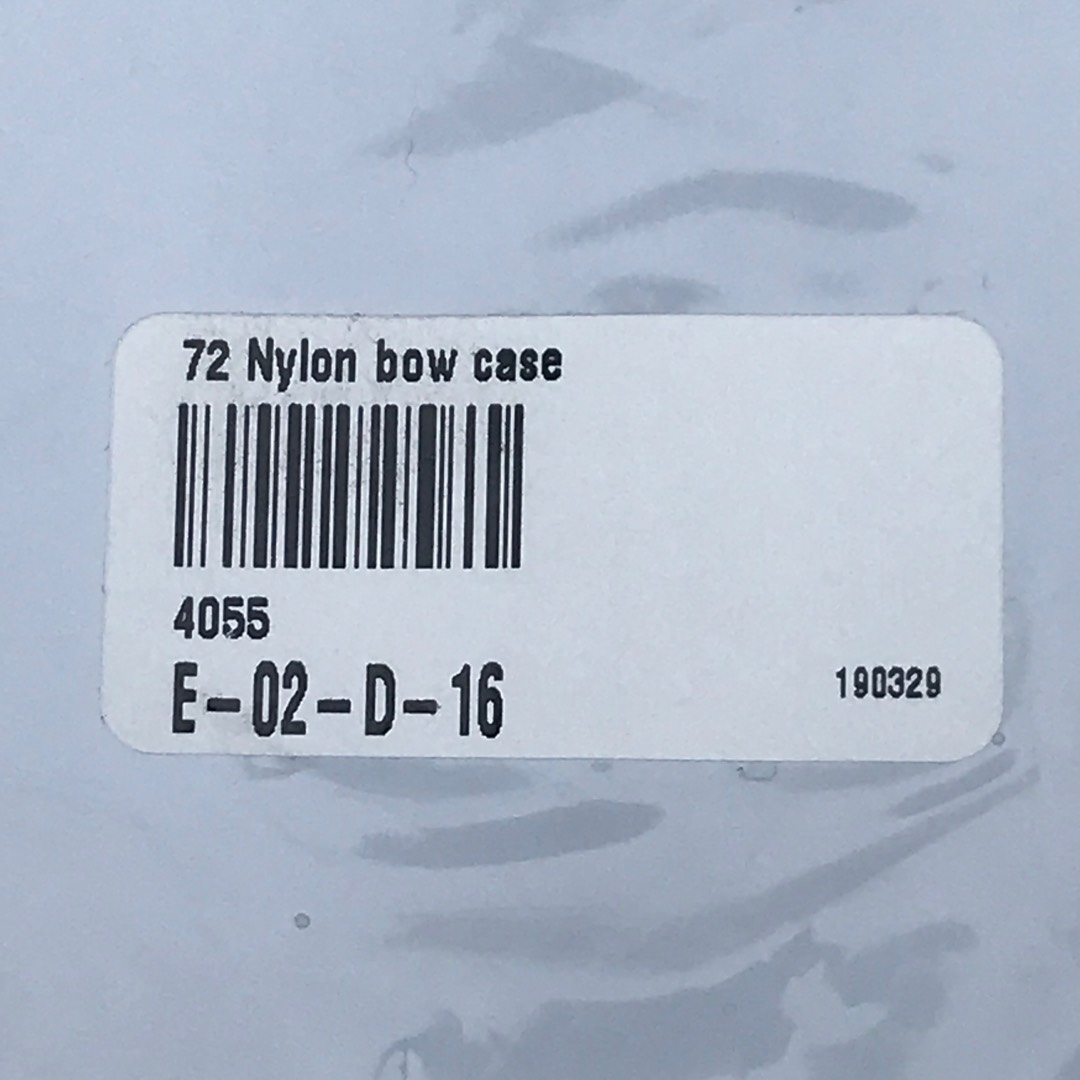 72 Nylon bow case
4055
E-02-D-16
190329